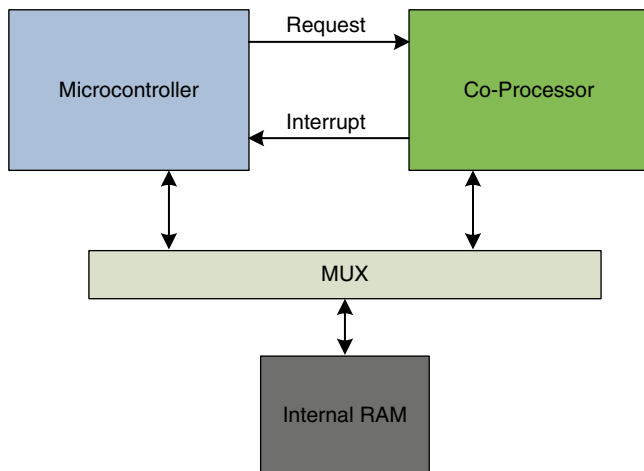 Request
Microcontroller
Co-Processor
Interrupt
MUX
Internal RAM